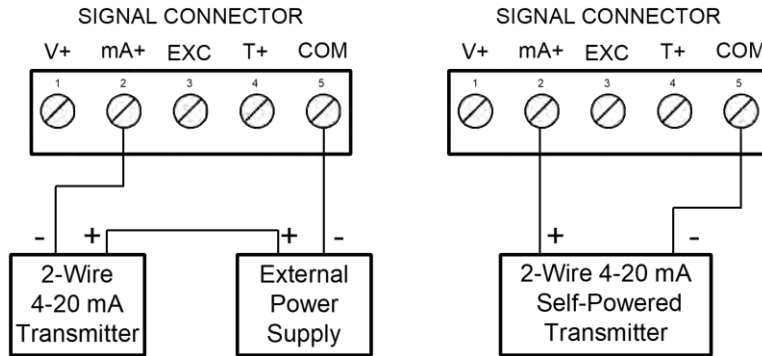 SIGNAL CONNECTOR
V+ mA+ EXC T+ COM
1 2 3 4 5
- + + -
2-Wire
4-20 mA
Transmitter
External
Power
Supply
SIGNAL CONNECTOR
V+ mA+ EXC T+ COM
1 2 3 4 5
+ -
2-Wire 4-20 mA
Self-Powered
Transmitter